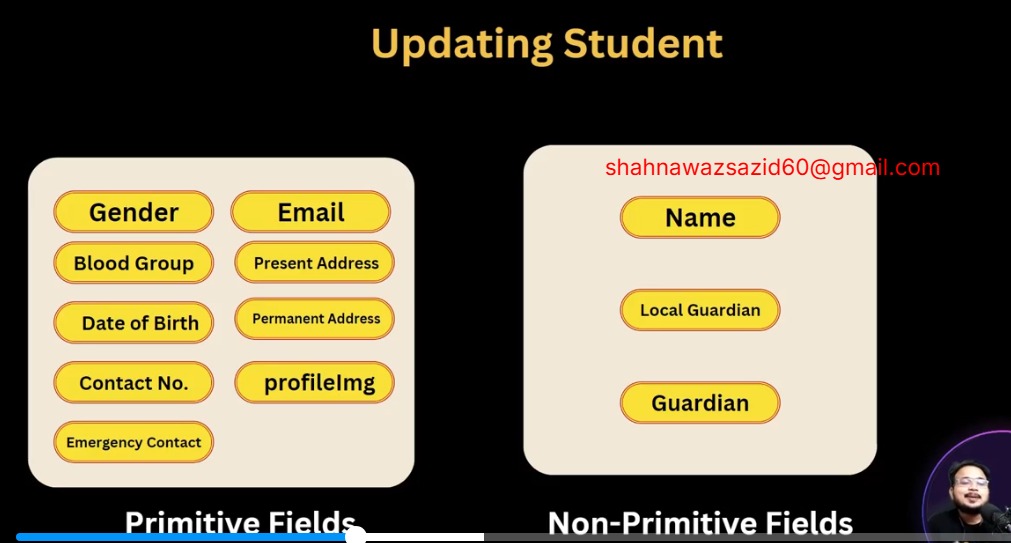 Updating Student
shahnawazsazid60@gmail.com
Gender
Email
Blood Group
Present Address
Date of Birth
Permanent Address
Contact No.
profileImg
Emergency Contact
Name
Local Guardian
Guardian
Primitive Fields
Non-Primitive Fields